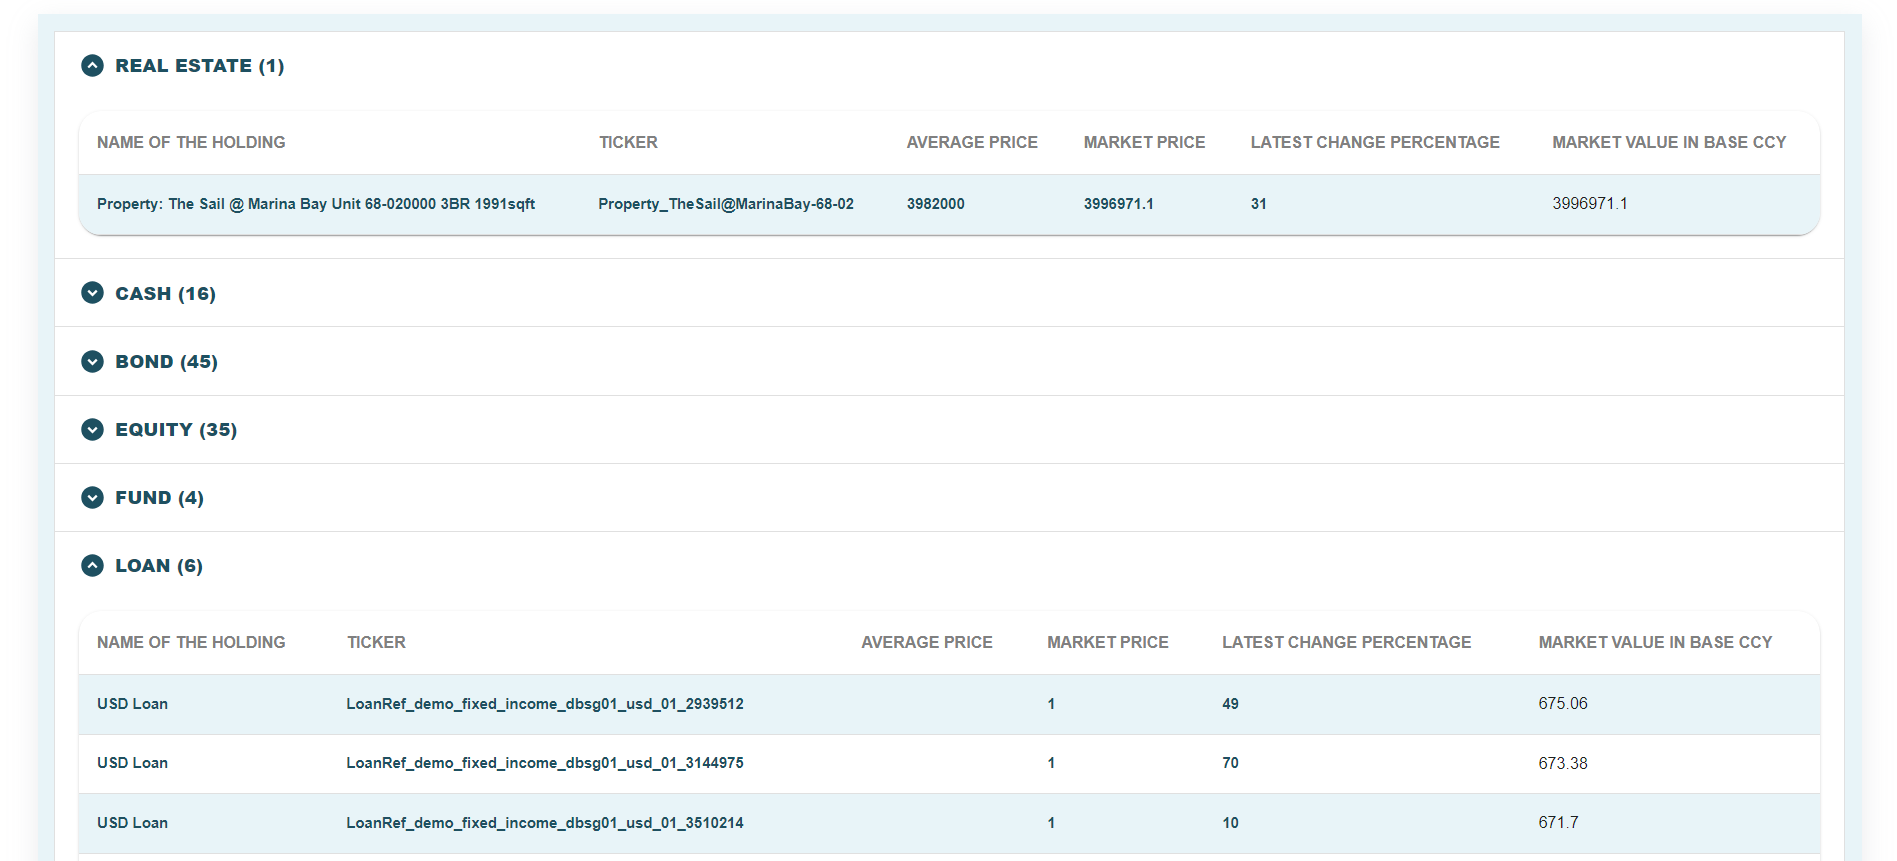 REAL ESTATE (1)
NAME OF THE HOLDING TICKER AVERAGE PRICE MARKET PRICE LATEST CHANGE PERCENTAGE MARKET VALUE IN BASE CCY
Property: The Sail @ Marina Bay Unit 68-020000 3BR 1991sqft Property_TheSail@MarinaBay-68-02 3982000 3996971.1 31 3996971.1
CASH (16)
BOND (45)
EQUITY (35)
FUND (4)
LOAN (6)
NAME OF THE HOLDING TICKER AVERAGE PRICE MARKET PRICE LATEST CHANGE PERCENTAGE MARKET VALUE IN BASE CCY
USD Loan LoanRef_demo_fixed_income_dbsg01_usd_01_2939512 1 49 675.06
USD Loan LoanRef_demo_fixed_income_dbsg01_usd_01_3144975 1 70 673.38
USD Loan LoanRef_demo_fixed_income_dbsg01_usd_01_3510214 1 10 671.7